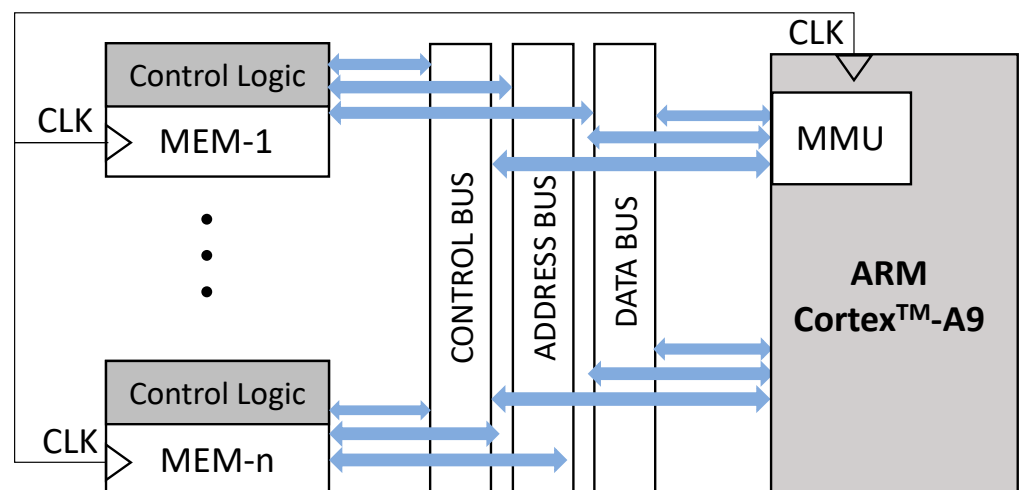 CLK
Control Logic
CLK
MEM-1
MMU
CONTROL BUS
ADDRESS BUS
DATA BUS
ARM
Cortex™-A9
Control Logic
CLK
MEM-n